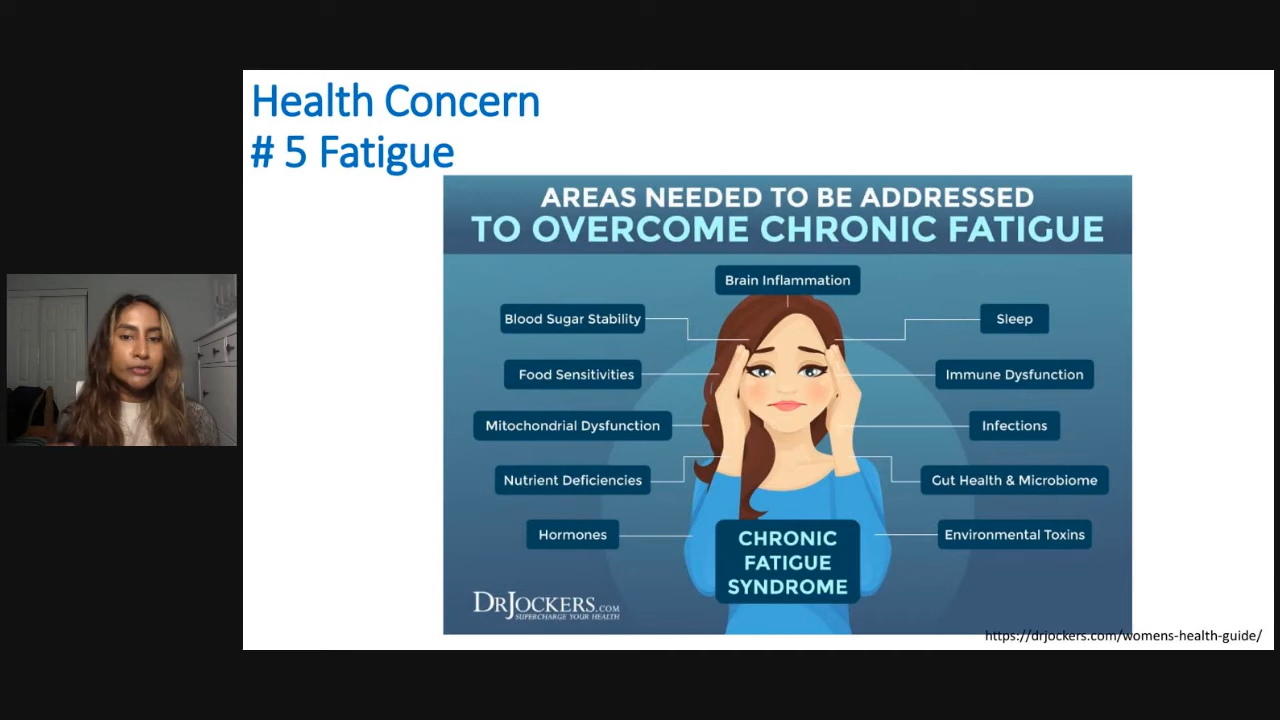 Health Concern
# 5 Fatigue
AREAS NEEDED TO BE ADDRESSED
TO OVERCOME CHRONIC FATIGUE
Brain Inflammation
Blood Sugar Stability
Food Sensitivities
Mitochondrial Dysfunction
Nutrient Deficiencies
Hormones
Sleep
Immune Dysfunction
Infections
Gut Health & Microbiome
Environmental Toxins
CHRONIC
FATIGUE
SYNDROME
DRJOCKERS.COM
SUPERCHARGE YOUR HEALTH
https://drjockers.com/womens-health-guide/